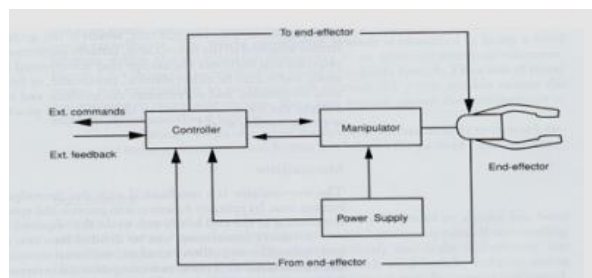 To end-effector
Ext. commands
Controller
Manipulator
Ext. feedback
End-effector
Power Supply
From end-effector